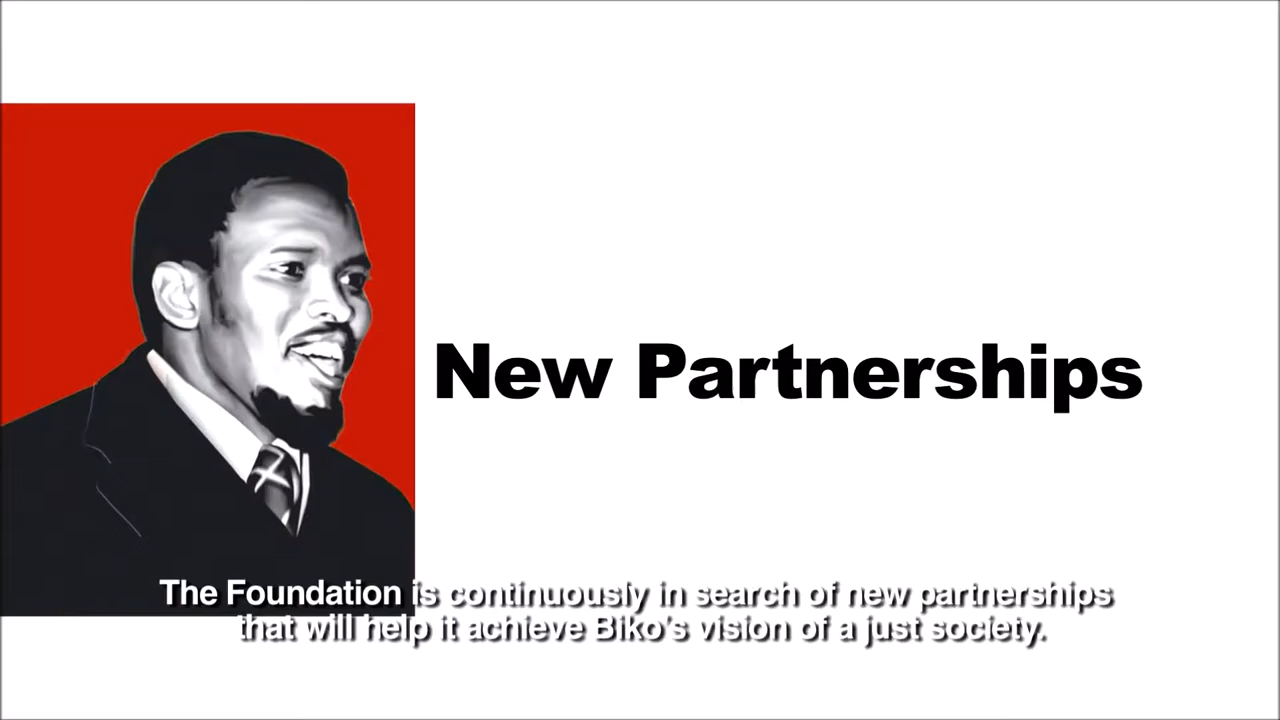 New Partnerships
The Foundation is continuously in search of new partnerships
that will help it achieve Biko's vision of a just society.